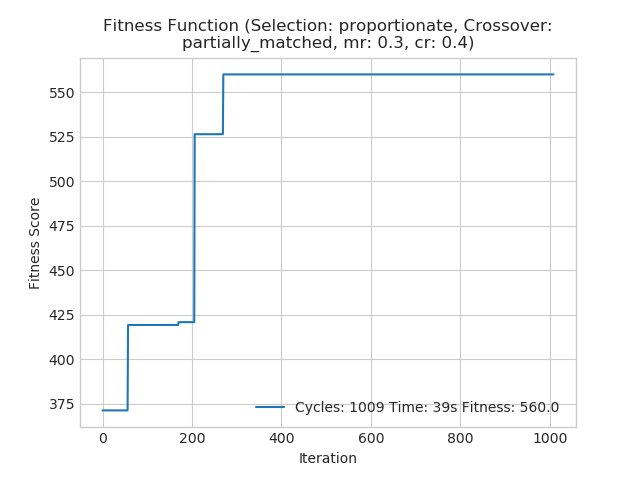 Fitness Function (Selection: proportionate, Crossover:
partially_matched, mr: 0.3, cr: 0.4)
550
525
500
475
450
425
400
375
Fitness Score
Cycles: 1009 Time: 39s Fitness: 560.0
0 200 400 600 800 1000
Iteration